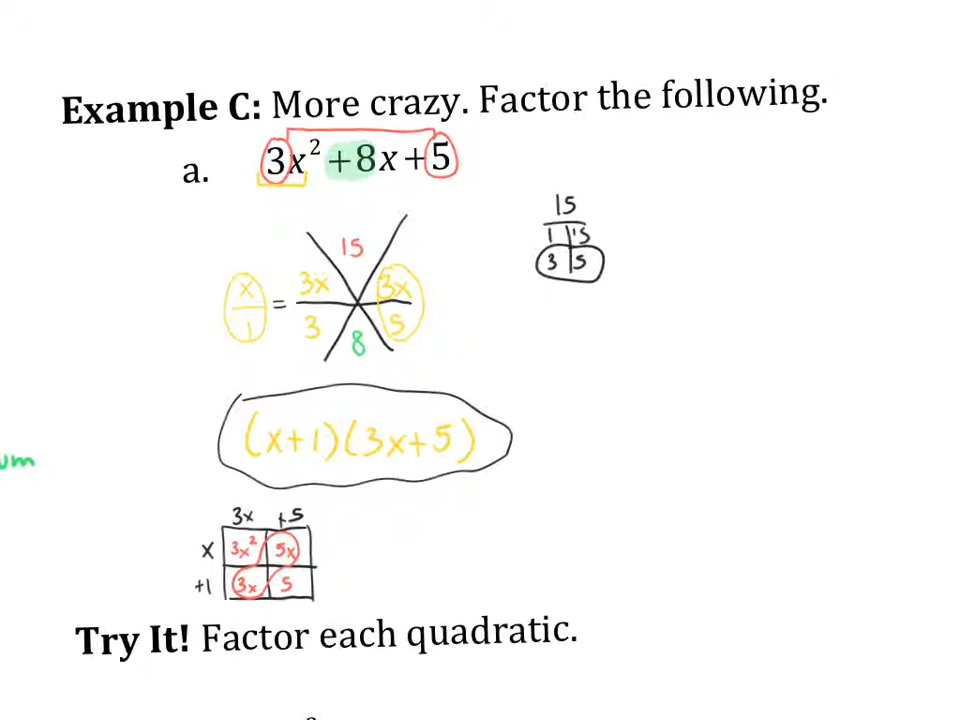 Example C: More crazy. Factor the following.
a. 3x² +8x+5
15
1 15
3 5
15
x/1 = 3x/3 3x/5
8
(x+1)(3x+5)
um
3x +5
x 3x² 5x
+1 3x 5
Try It! Factor each quadratic.